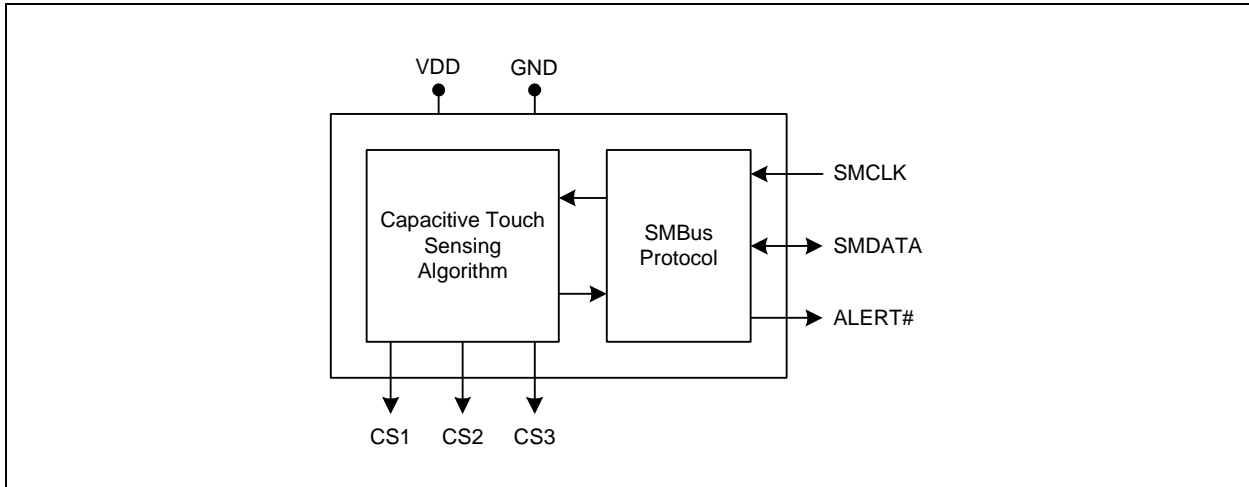 VDD
GND
Capacitive Touch
Sensing
Algorithm
SMBus
Protocol
SMCLK
SMDATA
ALERT#
CS1
CS2
CS3